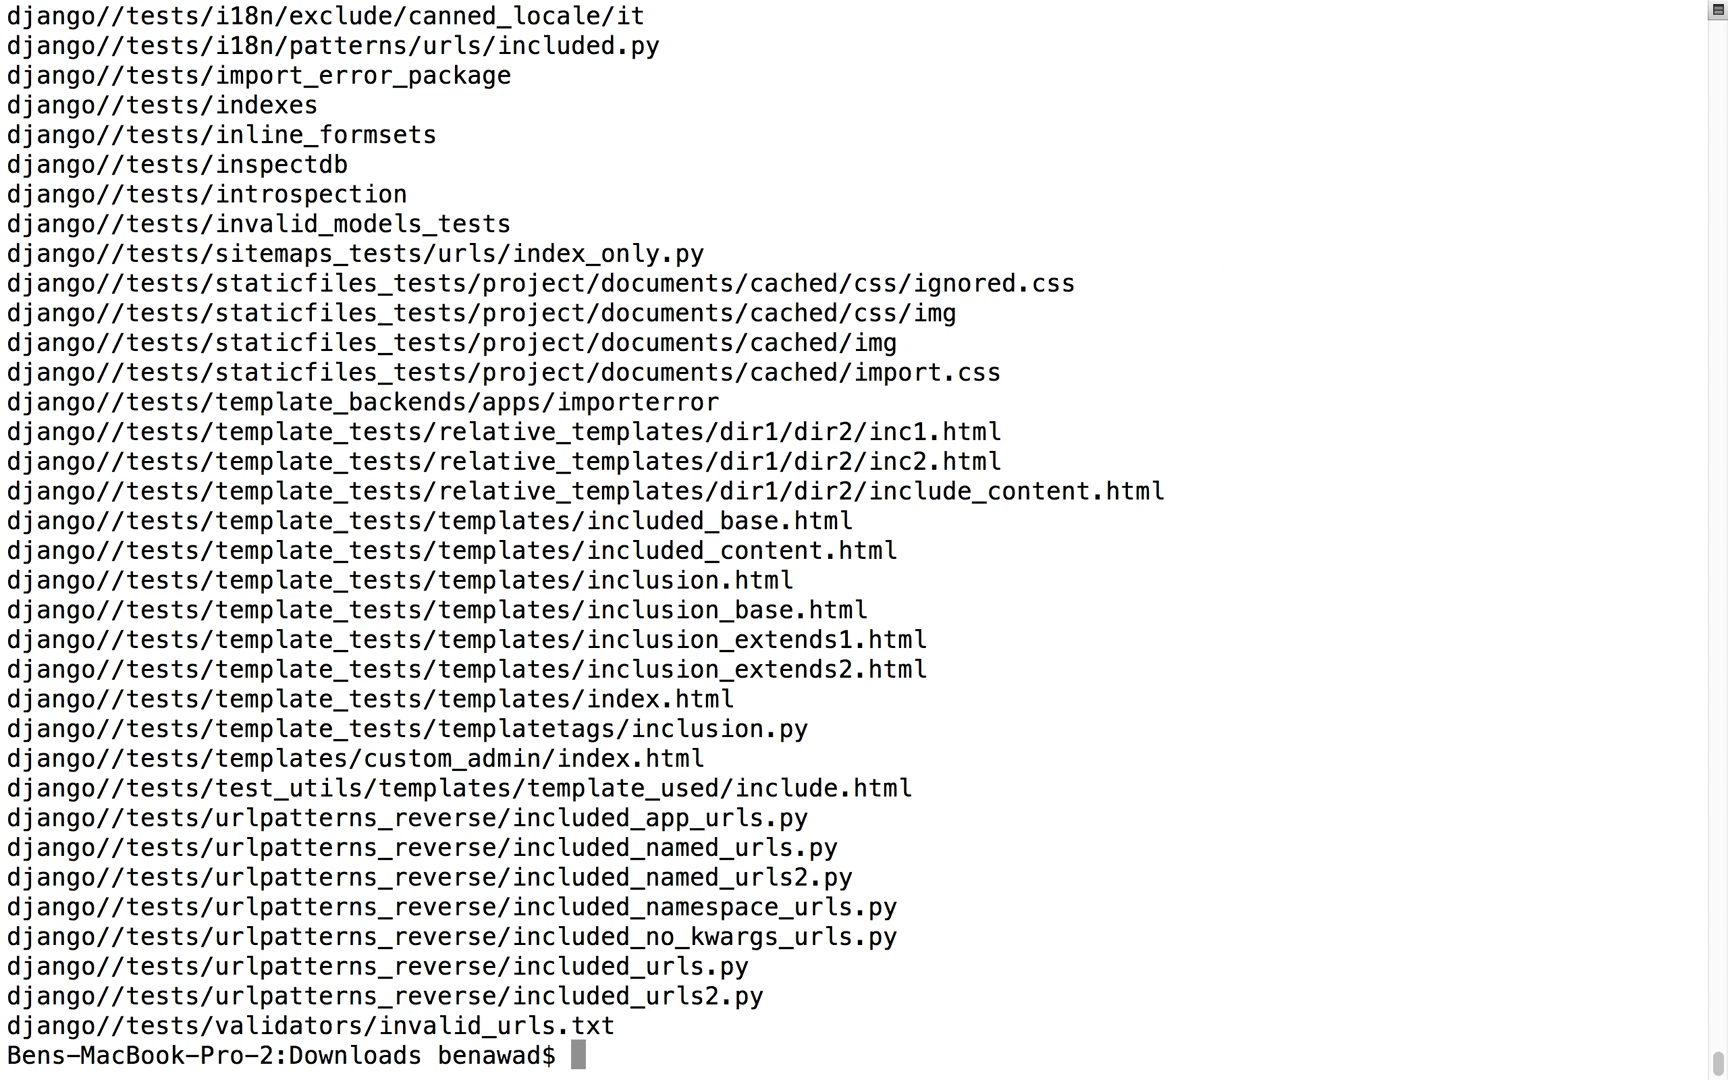 django//tests/i18n/exclude/canned_locale/it
django//tests/i18n/patterns/urls/included.py
django//tests/import_error_package
django//tests/indexes
django//tests/inline_formsets
django//tests/inspectdb
django//tests/introspection
django//tests/invalid_models_tests
django//tests/sitemaps_tests/urls/index_only.py
django//tests/staticfiles_tests/project/documents/cached/css/ignored.css
django//tests/staticfiles_tests/project/documents/cached/css/img
django//tests/staticfiles_tests/project/documents/cached/img
django//tests/staticfiles_tests/project/documents/cached/import.css
django//tests/template_backends/apps/importerror
django//tests/template_tests/relative_templates/dir1/dir2/inc1.html
django//tests/template_tests/relative_templates/dir1/dir2/inc2.html
django//tests/template_tests/relative_templates/dir1/dir2/include_content.html
django//tests/template_tests/templates/included_base.html
django//tests/template_tests/templates/included_content.html
django//tests/template_tests/templates/inclusion.html
django//tests/template_tests/templates/inclusion_base.html
django//tests/template_tests/templates/inclusion_extends1.html
django//tests/template_tests/templates/inclusion_extends2.html
django//tests/template_tests/templates/index.html
django//tests/template_tests/templatetags/inclusion.py
django//tests/templates/custom_admin/index.html
django//tests/test_utils/templates/template_used/include.html
django//tests/urlpatterns_reverse/included_app_urls.py
django//tests/urlpatterns_reverse/included_named_urls.py
django//tests/urlpatterns_reverse/included_named_urls2.py
django//tests/urlpatterns_reverse/included_namespace_urls.py
django//tests/urlpatterns_reverse/included_no_kwargs_urls.py
django//tests/urlpatterns_reverse/included_urls.py
django//tests/urlpatterns_reverse/included_urls2.py
django//tests/validators/invalid_urls.txt
Bens-MacBook-Pro-2:Downloads benawad$